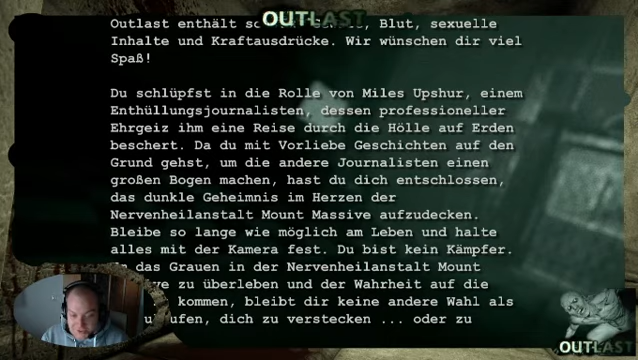 OUTLAST
Outlast enthält Blut, sexuelle
Inhalte und Kraftausdrücke. Wir wünschen dir viel
Spaß!
Du schlüpfst in die Rolle von Miles Upshur, einem
Enthüllungsjournalisten, dessen professioneller
Ehrgeiz ihm eine Reise durch die Hölle auf Erden
beschert. Da du mit Vorliebe Geschichten auf den
Grund gehst, um die andere Journalisten einen
großen Bogen machen, hast du dich entschlossen,
das dunkle Geheimnis im Herzen der
Nervenheilanstalt Mount Massive aufzudecken.
Bleibe so lange wie möglich am Leben und halte
alles mit der Kamera fest. Du bist kein Kämpfer.
das Grauen in der Nervenheilanstalt Mount
zu überleben und der Wahrheit auf die
kommen, bleibt dir keine andere Wahl als
dich zu verstecken ... oder zu
OUTLAST